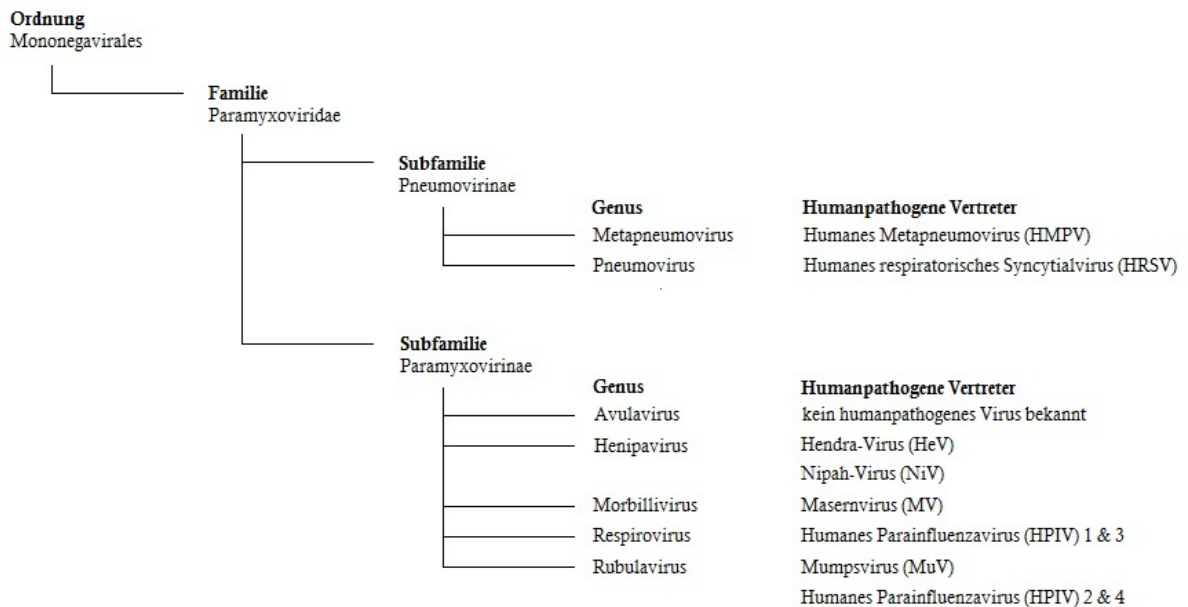 Ordnung
Mononegavirales
Familie
Paramyxoviridae
Subfamilie
Pneumovirinae
Genus Humanpathogene Vertreter
Metapneumovirus Humanes Metapneumovirus (HMPV)
Pneumovirus Humanes respiratorisches Syncytialvirus (HRSV)
Subfamilie
Paramyxovirinae
Genus Humanpathogene Vertreter
Avulavirus kein humanpathogenes Virus bekannt
Henipavirus Hendra-Virus (HeV)
Nipah-Virus (NiV)
Morbillivirus Masernvirus (MV)
Respirovirus Humanes Parainfluenzavirus (HPIV) 1 & 3
Rubulavirus Mumpsvirus (MuV)
Humanes Parainfluenzavirus (HPIV) 2 & 4